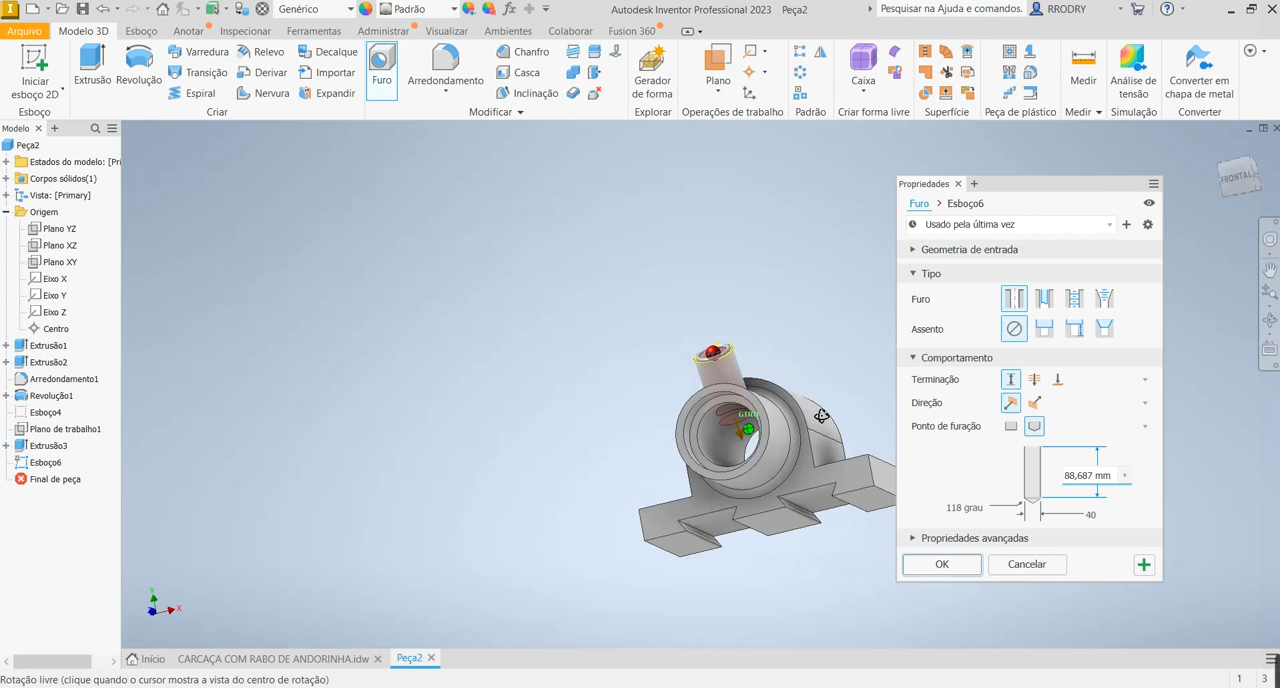 Genérico
Padrão
Autodesk Inventor Professional 2023 Peça2
Pesquisar na Ajuda e comandos.
RRODRY
Arquivo Modelo 3D Esboço Anotar Inspecionar Ferramentas Administrar Visualizar Ambientes Colaborar Fusion 360
Iniciar
esboço 2D
Extrusão
Revolução
Varredura
Transição
Espiral
Relevo
Derivar
Nervura
Decalque
Importar
Expandir
Furo
Arredondamento
Chanfro
Casca
Inclinação
Gerador
de forma
Plano
Caixa
Medir
Análise de
tensão
Converter em
chapa de metal
Esboço
Criar
Modificar
Explorar
Operações de trabalho
Padrão
Criar forma livre
Superfície
Peça de plástico
Medir
Simulação
Converter
Modelo
Peça2
Estados do modelo: [Pri
Corpos sólidos(1)
Vista: [Primary]
Origem
Plano YZ
Plano XZ
Plano XY
Eixo X
Eixo Y
Eixo Z
Centro
Extrusão1
Extrusão2
Arredondamento1
Revolução1
Esboço4
Plano de trabalho1
Extrusão3
Esboço6
Final de peça
FRONTAL
Propriedades
Furo > Esboço6
Usado pela última vez
Geometria de entrada
Tipo
Furo
Assento
Comportamento
Terminação
Direção
Ponto de furação
88,687 mm
118 grau
40
Propriedades avançadas
OK
Cancelar
Y
X
Início
CARCAÇA COM RABO DE ANDORINHA.idw
Peça2
Rotação livre (clique quando o cursor mostra a vista do centro de rotação)
1 3